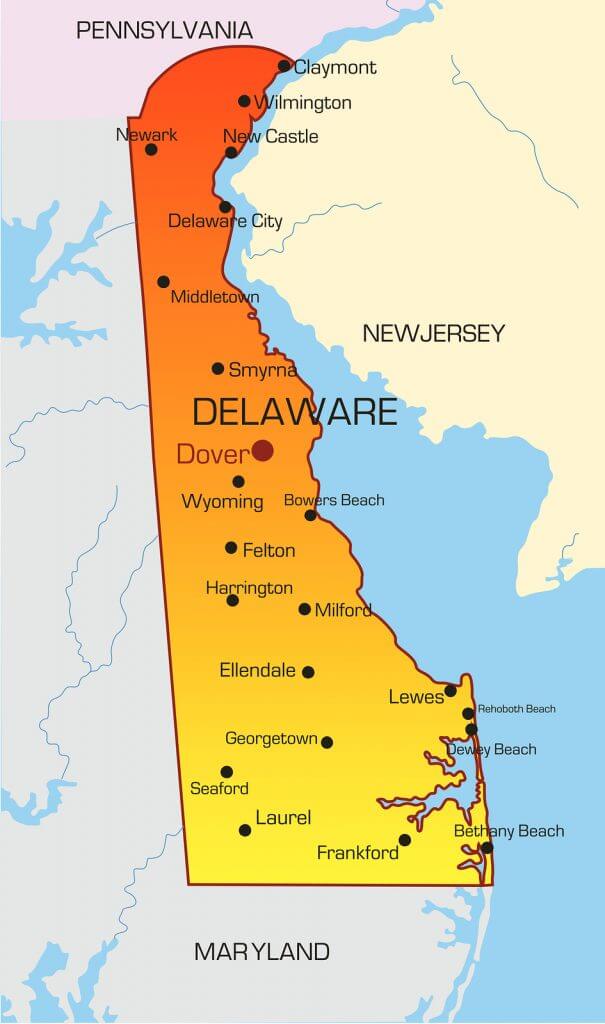 PENNSYLVANIA
Claymont
Wilmington
Newark
New Castle
Delaware City
Middletown
NEWJERSEY
Smyrna
DELAWARE
Dover
Wyoming
Bowers Beach
Felton
Harrington
Milford
Ellendale
Lewes
Rehoboth Beach
Georgetown
Dewey Beach
Seaford
Laurel
Bethany Beach
Frankford
MARYLAND